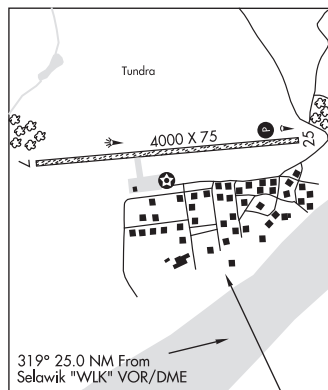 Tundra
P
4000 X 75
25
7
319° 25.0 NM From
Selawik "WLK" VOR/DME